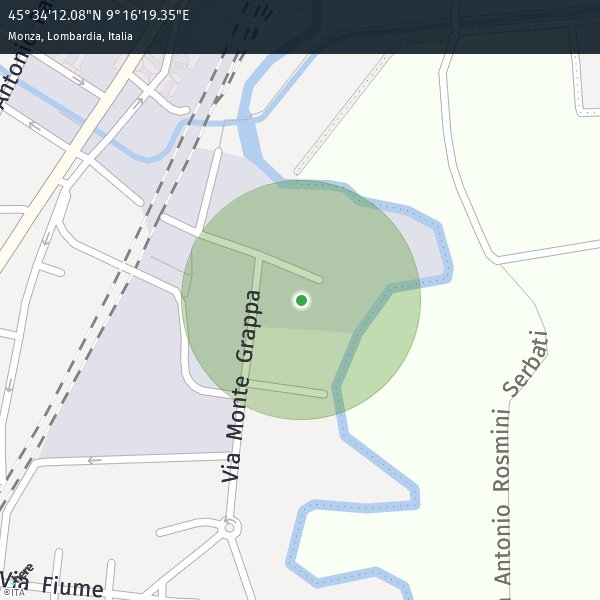 45°34'12.08"N 9°16'19.35"E
Monza, Lombardia, Italia
Antonio
Via Monte Grappa
Antonio Rosmini Serbati
Via Fiume
©ITA